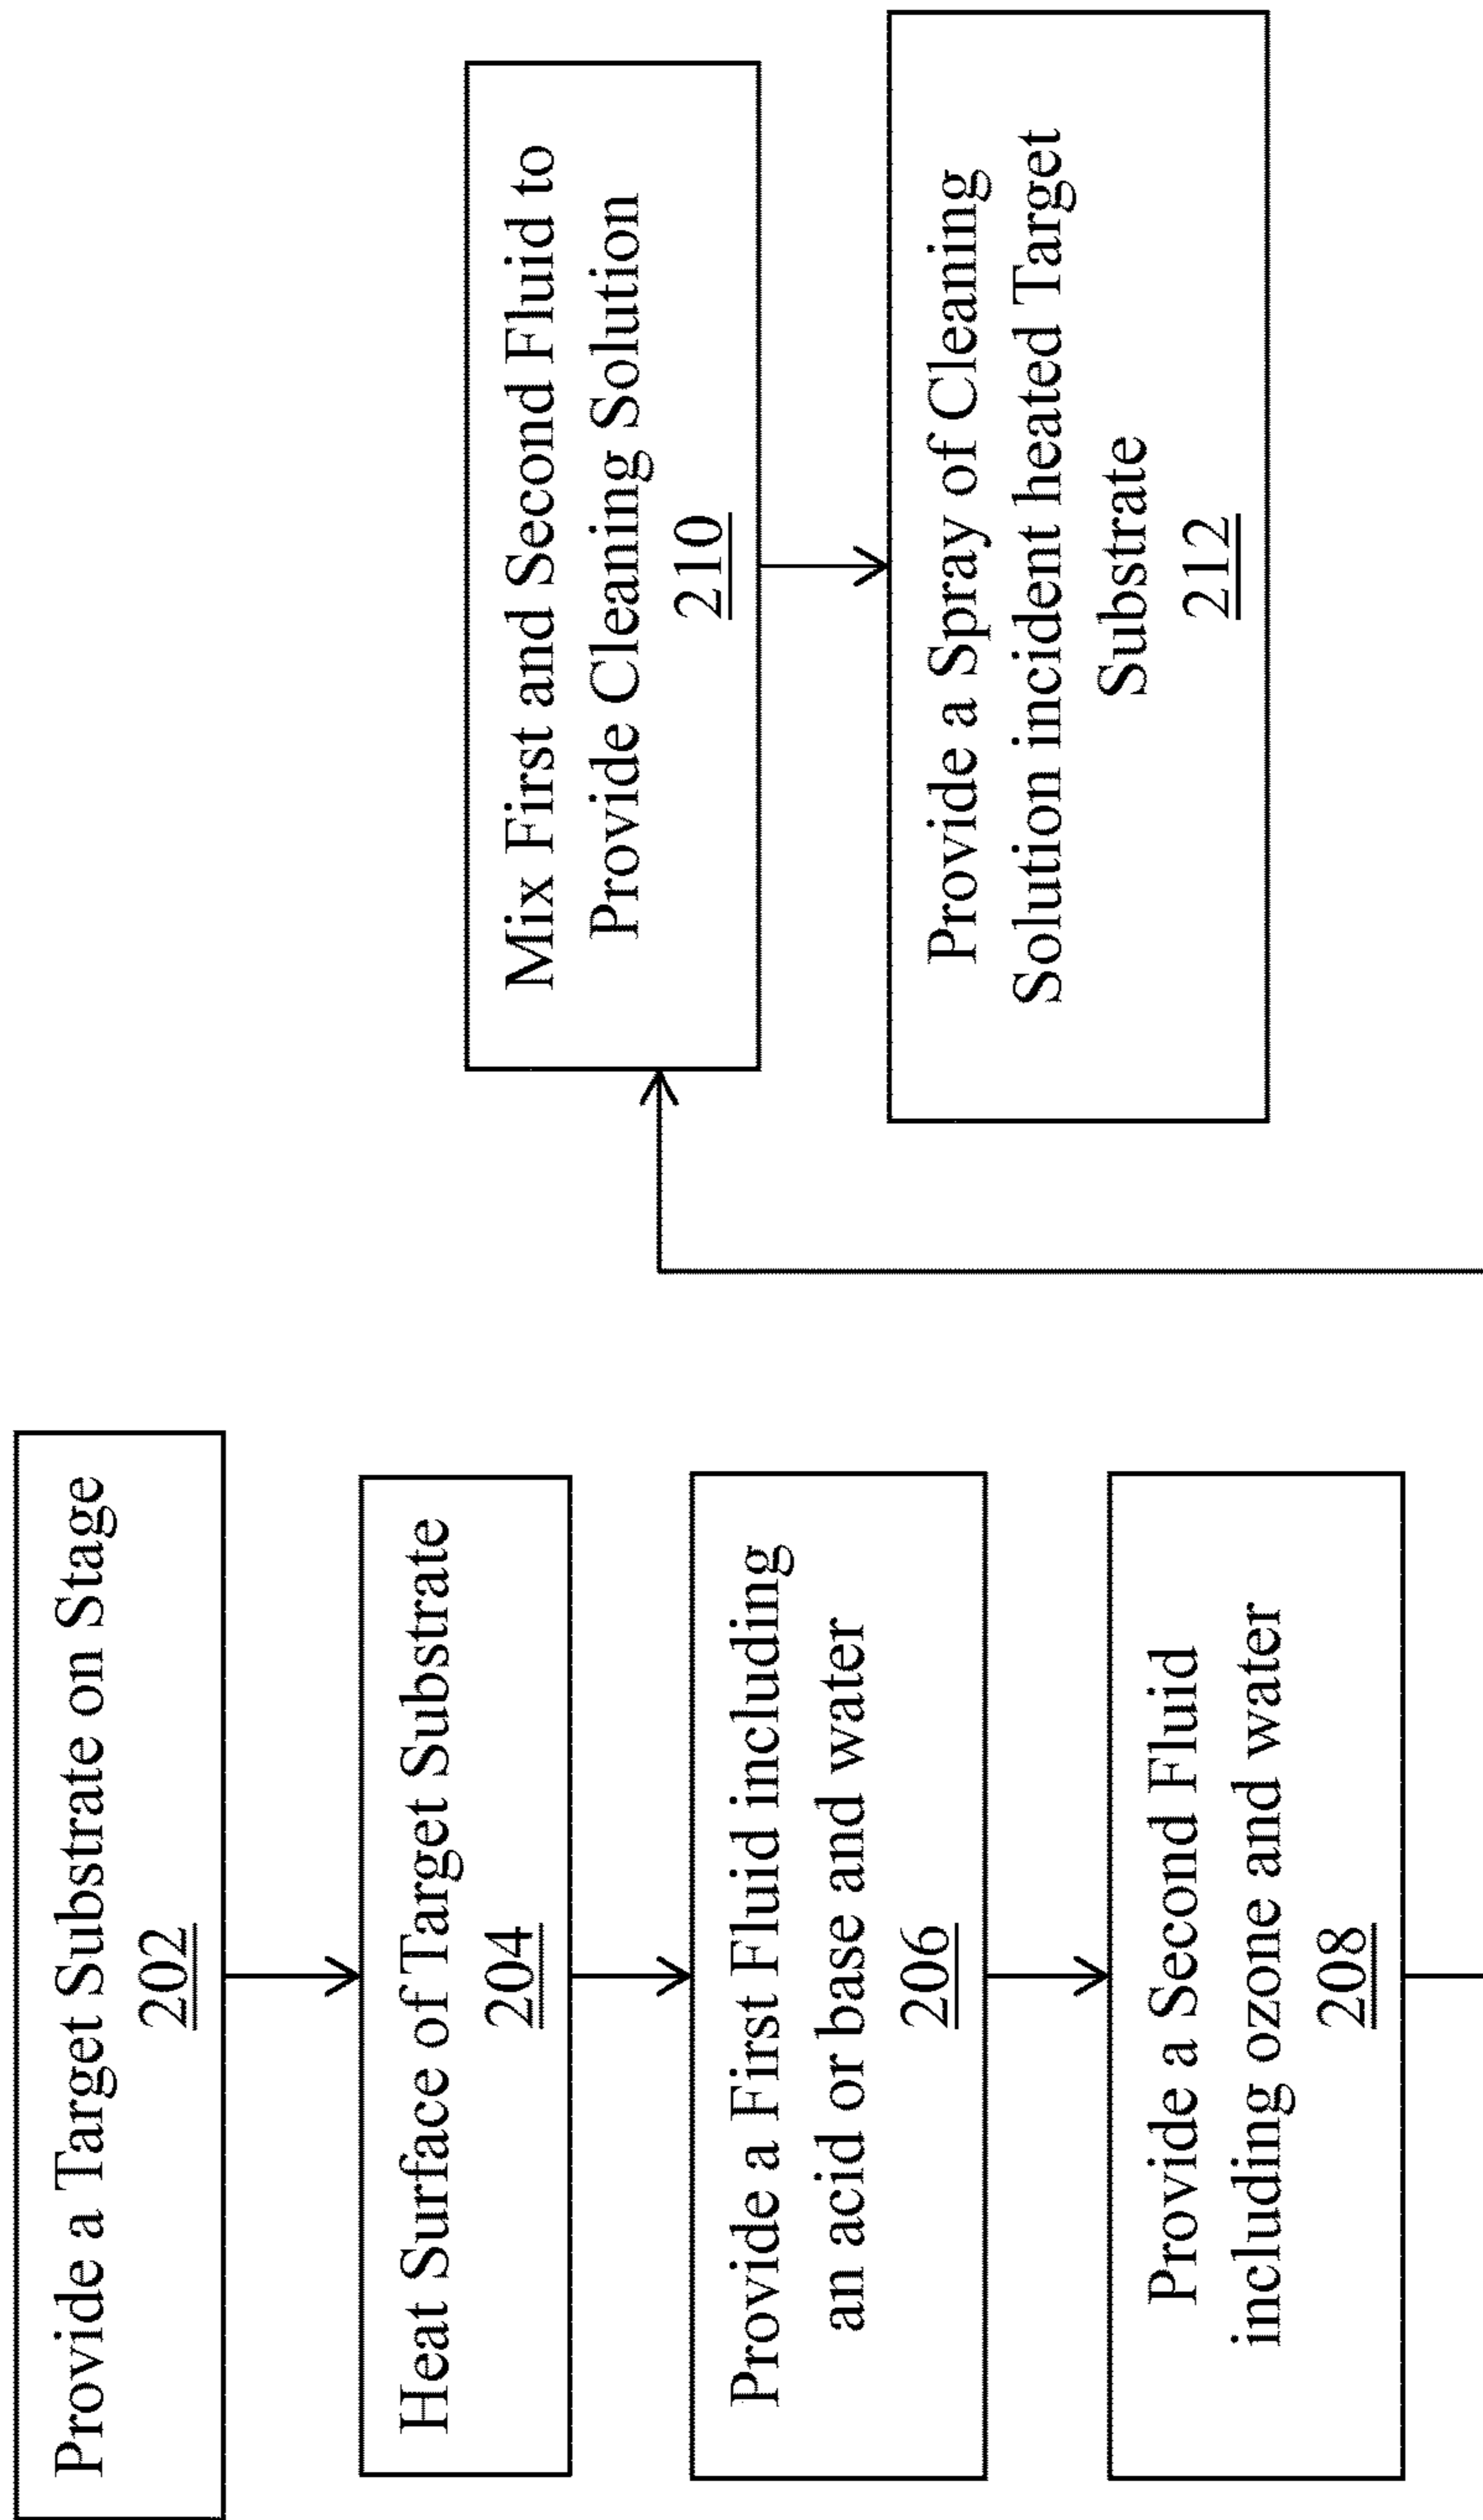 Provide a Target Substrate on Stage
202
Heat Surface of Target Substrate
204
Provide a First Fluid including
an acid or base and water
206
Provide a Second Fluid
including ozone and water
208
Mix First and Second Fluid to
Provide Cleaning Solution
210
Provide a Spray of Cleaning
Solution incident heated Target
Substrate
212